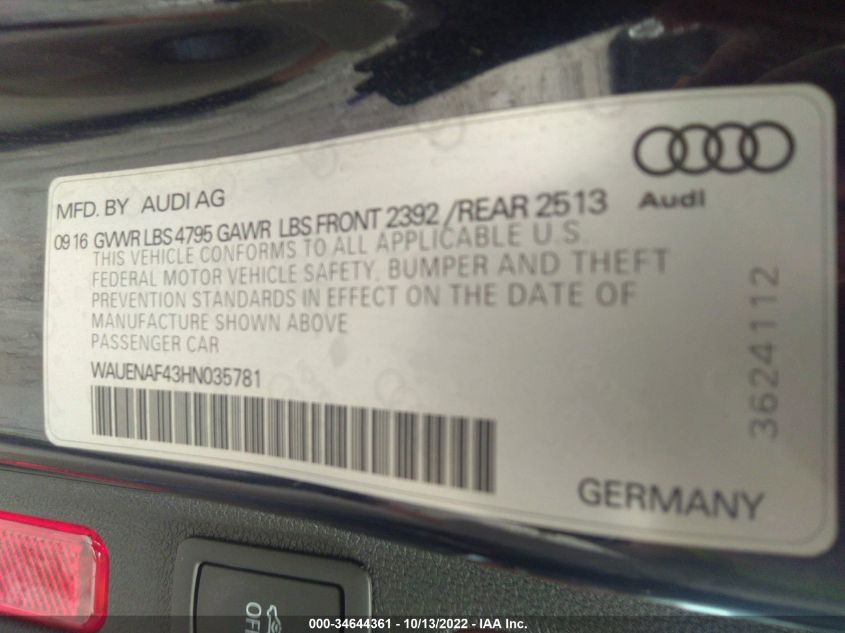 Audi
MFD. BY AUDI AG
09 16 GVWR LBS 4795 GAWR LBS FRONT 2392 /REAR 2513
THIS VEHICLE CONFORMS TO ALL APPLICABLE U.S.
FEDERAL MOTOR VEHICLE SAFETY, BUMPER AND THEFT
PREVENTION STANDARDS IN EFFECT ON THE DATE OF
MANUFACTURE SHOWN ABOVE
PASSENGER CAR
WAUENAF43HN035781
3624112
GERMANY
OFF
000-34644361 - 10/13/2022 - IAA Inc.